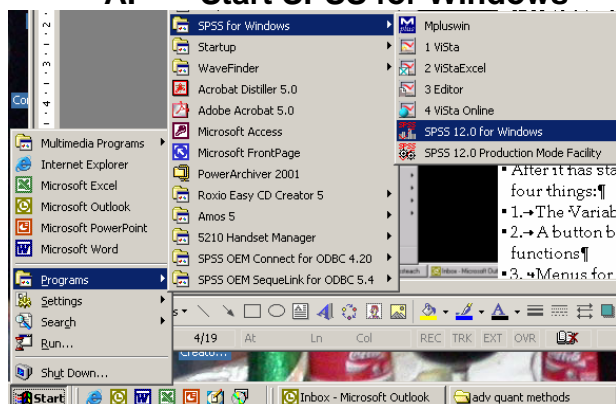 Start SPSS for Windows
SPSS for Windows
Startup
WaveFinder
Acrobat Distiller 5.0
Adobe Acrobat 5.0
Microsoft Access
Microsoft FrontPage
PowerArchiver 2001
Roxio Easy CD Creator 5
Amos 5
5210 Handset Manager
SPSS OEM Connect for ODBC 4.20
SPSS OEM SequeLink for ODBC 5.4
Mpluswin
1 ViSta
2 ViStaExcel
3 Editor
4 ViSta Online
SPSS 12.0 for Windows
SPSS 12.0 Production Mode Facility
Multimedia Programs
Internet Explorer
Microsoft Excel
Microsoft Outlook
Microsoft PowerPoint
Microsoft Word
Programs
Settings
Search
Run...
Shut Down...
▪ After it has sta
four things:¶
▪ 1.→The Variab
▪ 2.→A button b
functions¶
▪ 3.→Menus for
4/19 At Ln Col REC TRK EXT OVR
Start Inbox - Microsoft Outlook adv quant methods